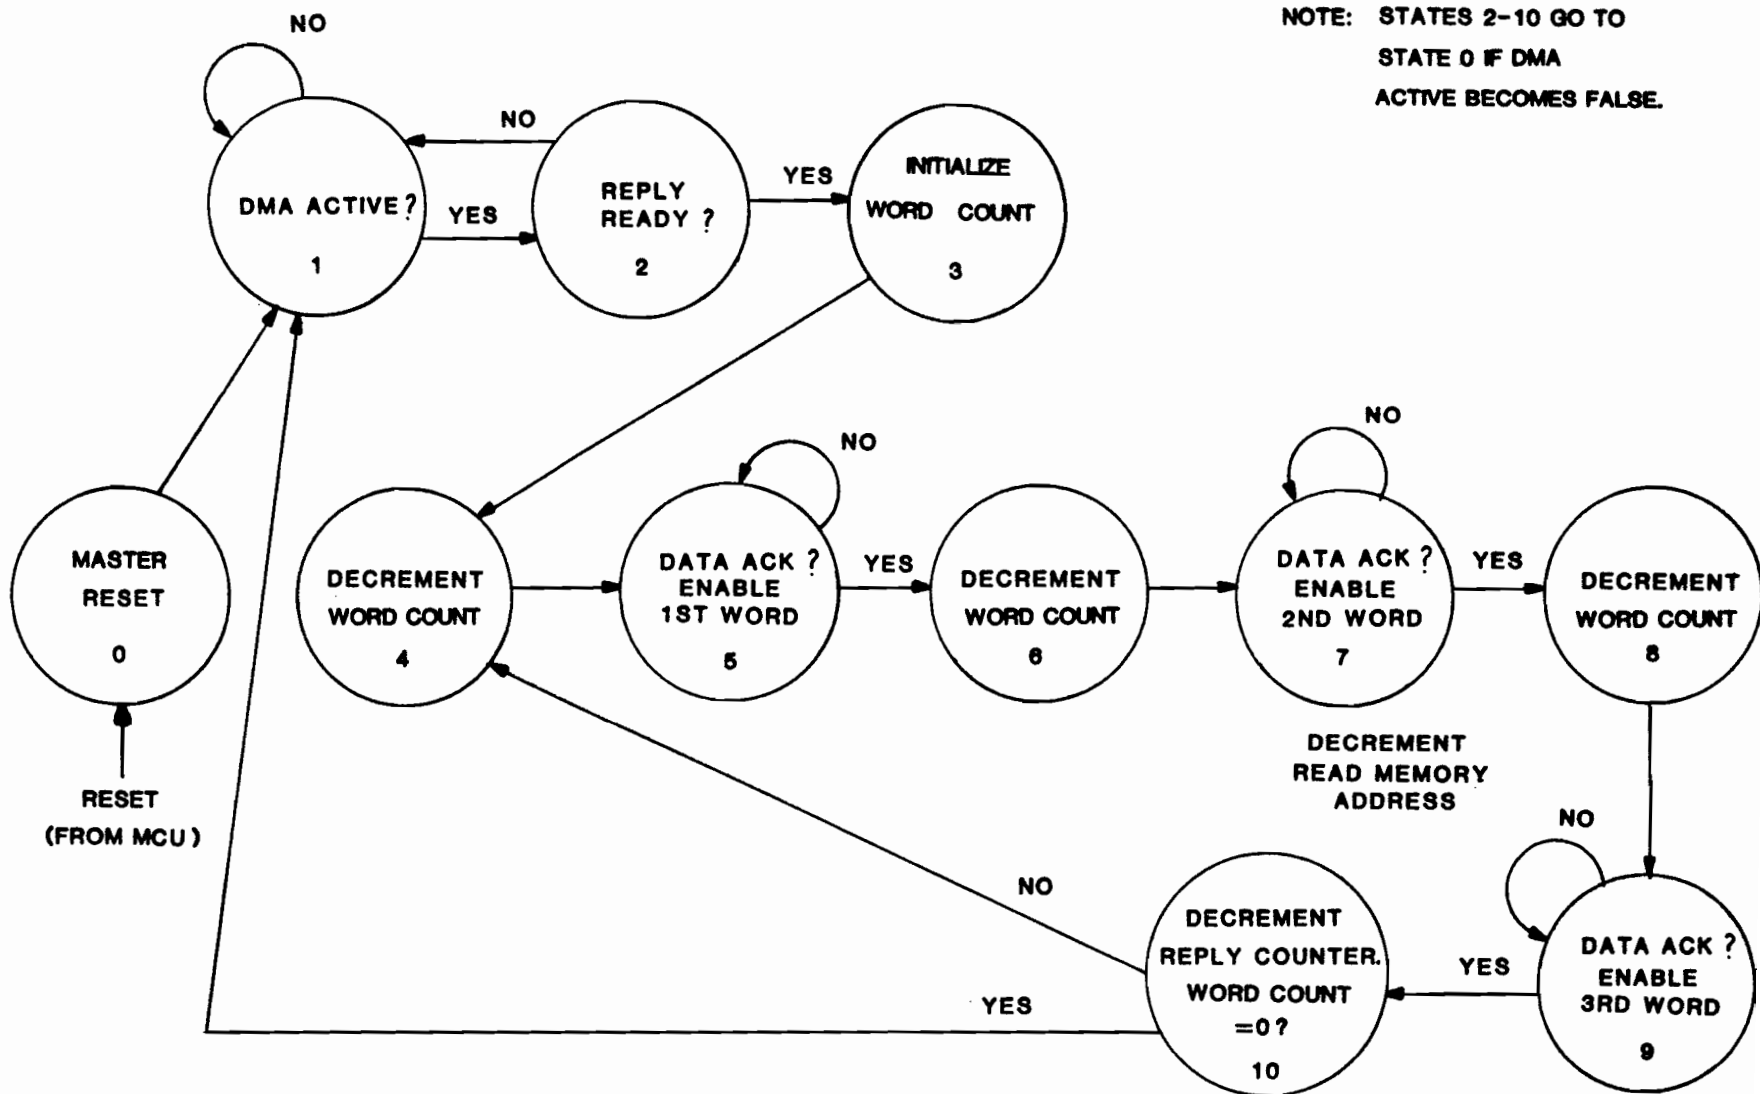 NO
NOTE: STATES 2-10 GO TO
STATE 0 IF DMA
ACTIVE BECOMES FALSE.
DMA ACTIVE?
1
NO
YES
REPLY
READY ?
2
YES
INITIALIZE
WORD COUNT
3
MASTER
RESET
0
RESET
(FROM MCU)
DECREMENT
WORD COUNT
4
NO
DATA ACK ?
ENABLE
1ST WORD
5
YES
DECREMENT
WORD COUNT
6
NO
DATA ACK ?
ENABLE
2ND WORD
7
YES
DECREMENT
WORD COUNT
8
DECREMENT
READ MEMORY
ADDRESS
NO
DATA ACK ?
ENABLE
3RD WORD
9
YES
DECREMENT
REPLY COUNTER.
WORD COUNT
=0?
10
NO
YES